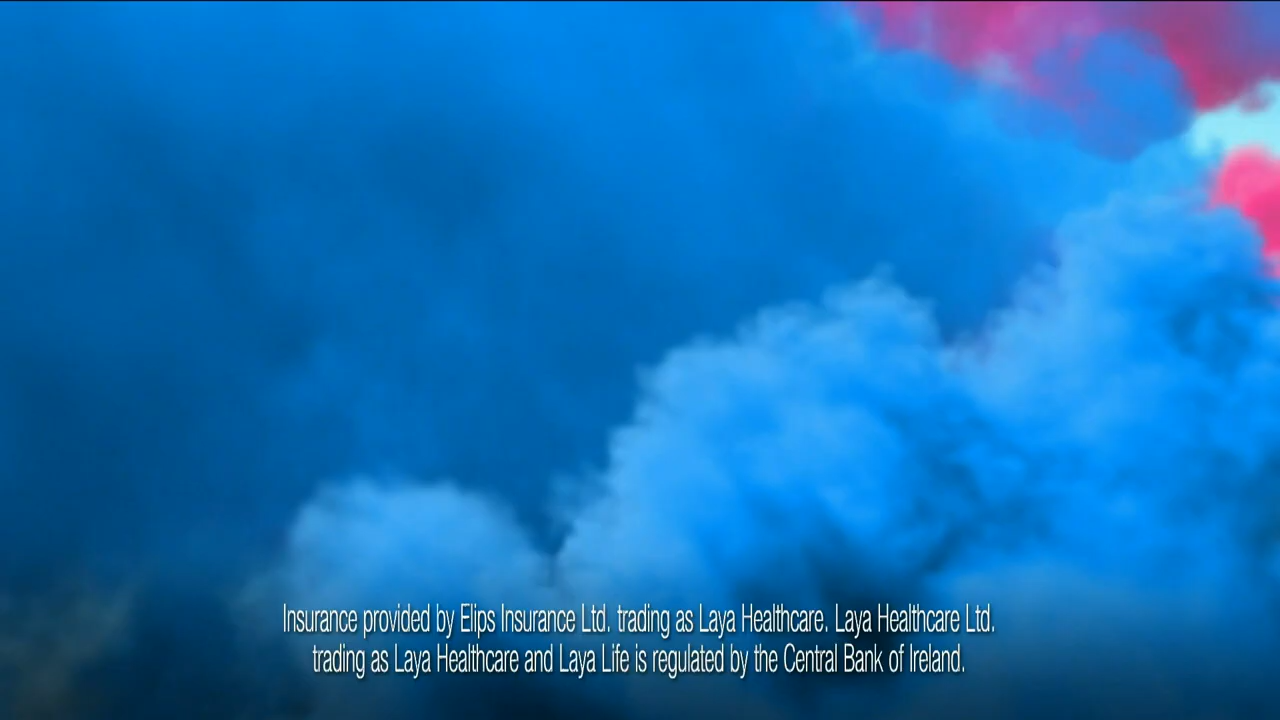 Insurance provided by Elips Insurance Ltd. trading as Laya Healthcare. Laya Healthcare Ltd.
trading as Laya Healthcare and Laya Life is regulated by the Central Bank of Ireland.